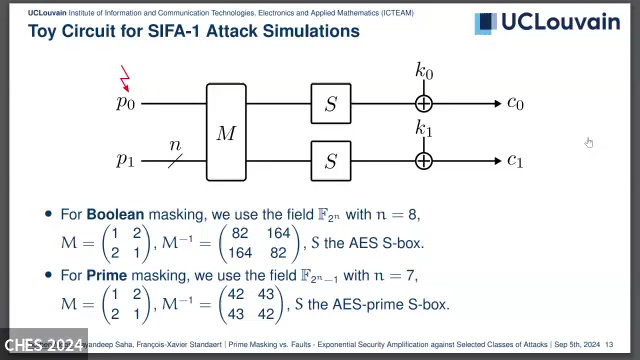 UCLouvain Institute of Information and Communication Technologies, Electronics and Applied Mathematics (ICTEAM)
Toy Circuit for SIFA-1 Attack Simulations
UCLouvain
k₀
p₀ S c₀
M
k₁
p₁ n S c₁
• For Boolean masking, we use the field 𝔽₂ⁿ with n = 8,
M = (1 2
2 1), M⁻¹ = (82 164
164 82), S the AES S-box.
• For Prime masking, we use the field 𝔽₂ⁿ₋₁ with n = 7,
M = (1 2
2 1), M⁻¹ = (42 43
43 42), S the AES-prime S-box.
CHES 2024 Saha, François-Xavier Standaert | Prime Masking vs. Faults - Exponential Security Amplification against Selected Classes of Attacks | Sep 5th, 2024 13